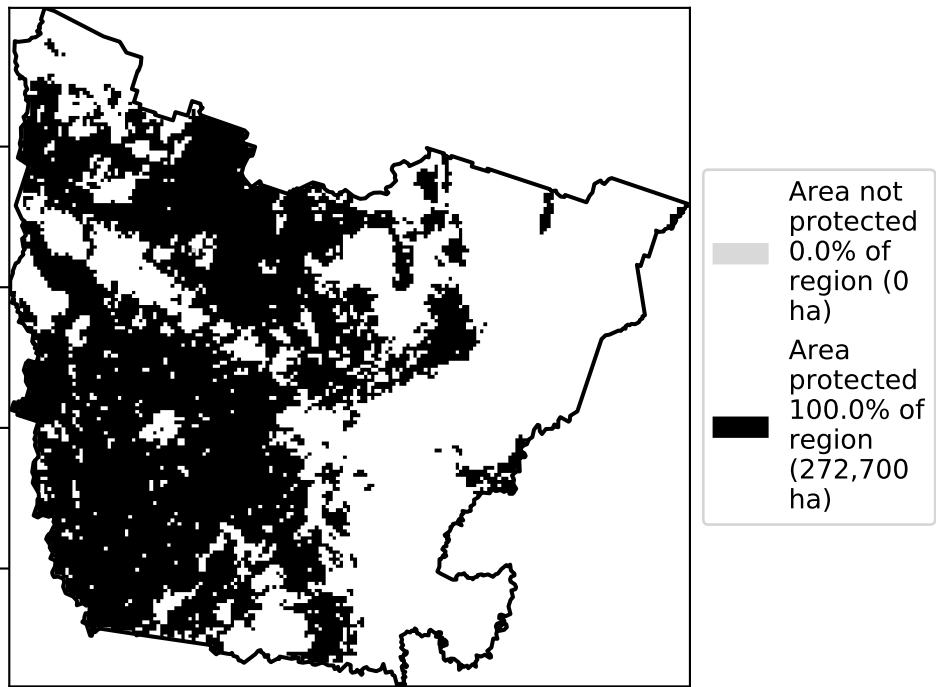 Area not
protected
0.0% of
region (0
ha)
Area
protected
100.0% of
region
(272,700
ha)